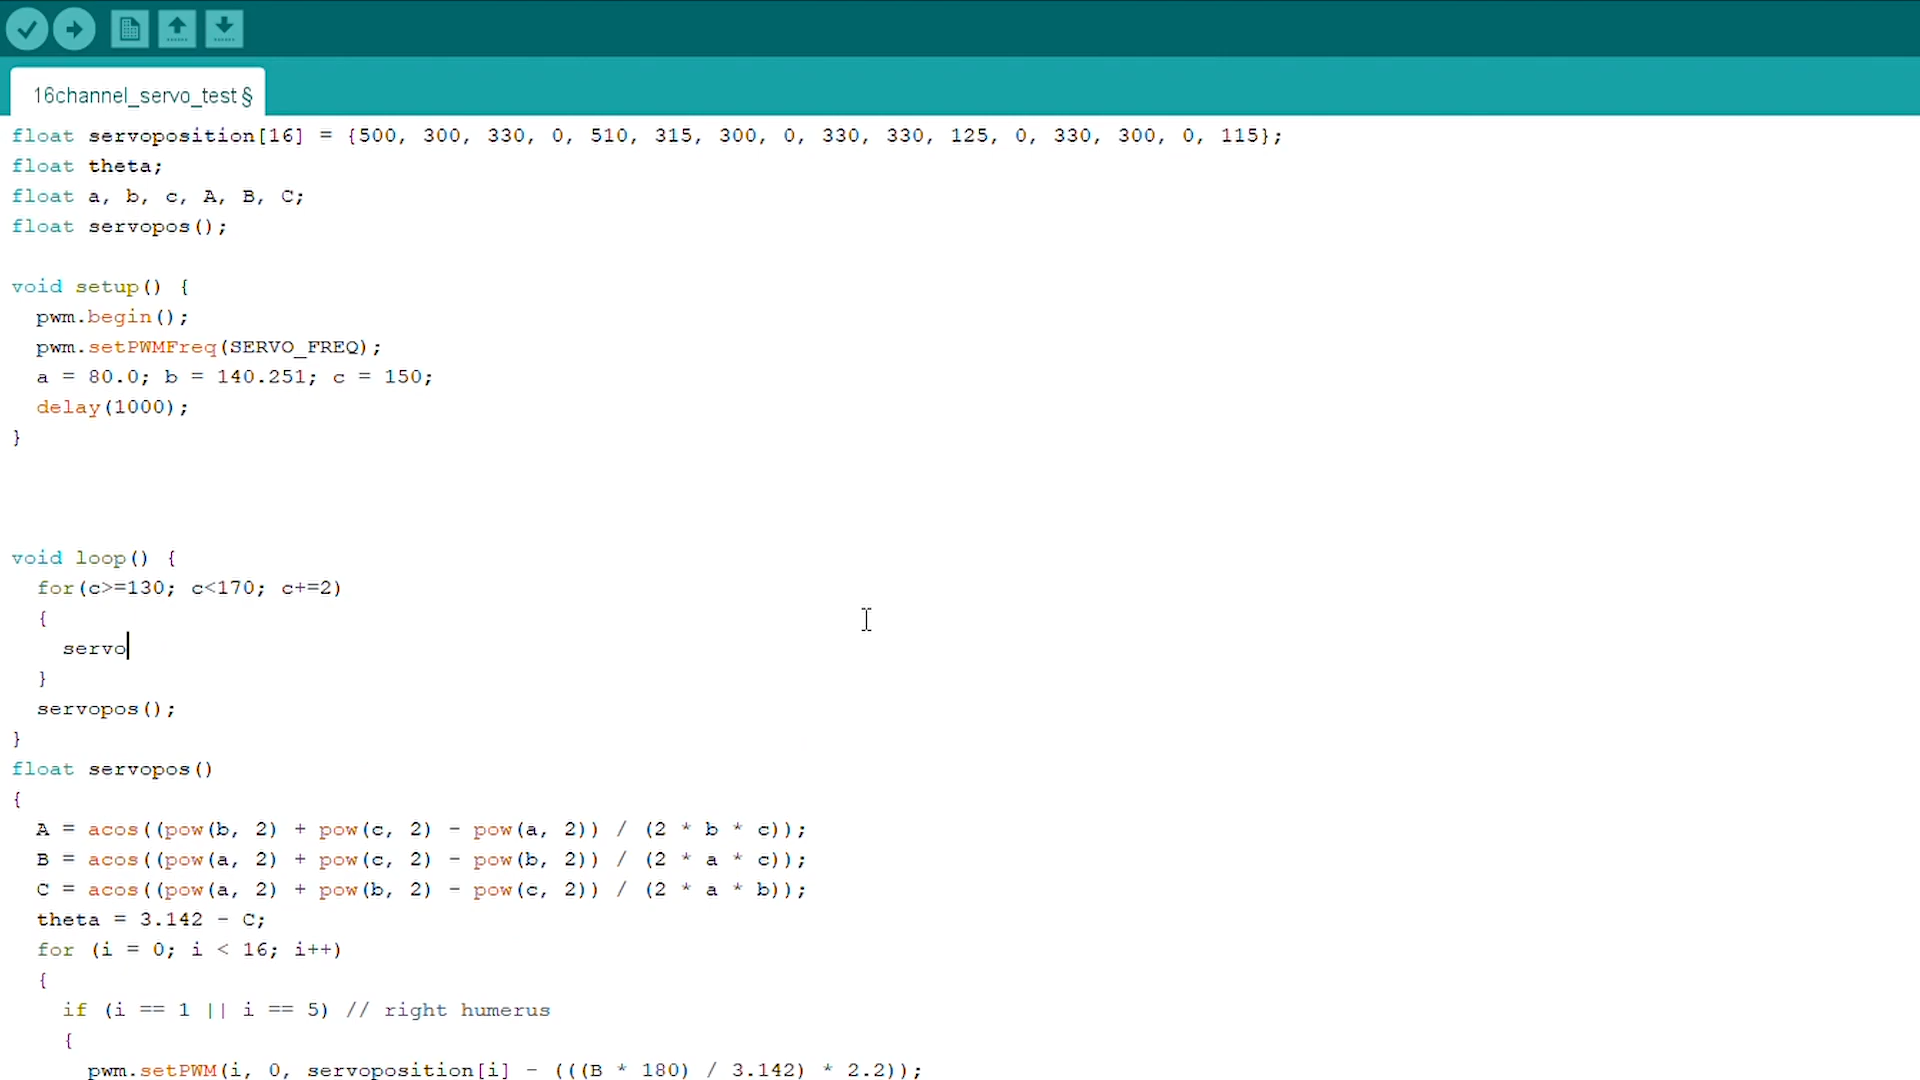 16channel_servo_test §
float servoposition[16] = {500, 300, 330, 0, 510, 315, 300, 0, 330, 330, 125, 0, 330, 300, 0, 115};
float theta;
float a, b, c, A, B, C;
float servopos();
void setup() {
pwm.begin();
pwm.setPWMFreq(SERVO_FREQ);
a = 80.0; b = 140.251; c = 150;
delay(1000);
}
void loop() {
for(c>=130; c<170; c+=2)
{
servo
}
servopos();
}
float servopos()
{
A = acos((pow(b, 2) + pow(c, 2) - pow(a, 2)) / (2 * b * c));
B = acos((pow(a, 2) + pow(c, 2) - pow(b, 2)) / (2 * a * c));
C = acos((pow(a, 2) + pow(b, 2) - pow(c, 2)) / (2 * a * b));
theta = 3.142 - C;
for (i = 0; i < 16; i++)
{
if (i == 1 || i == 5) // right humerus
{
pwm.setPWM(i, 0, servoposition[i] - (((B * 180) / 3.142) * 2.2));